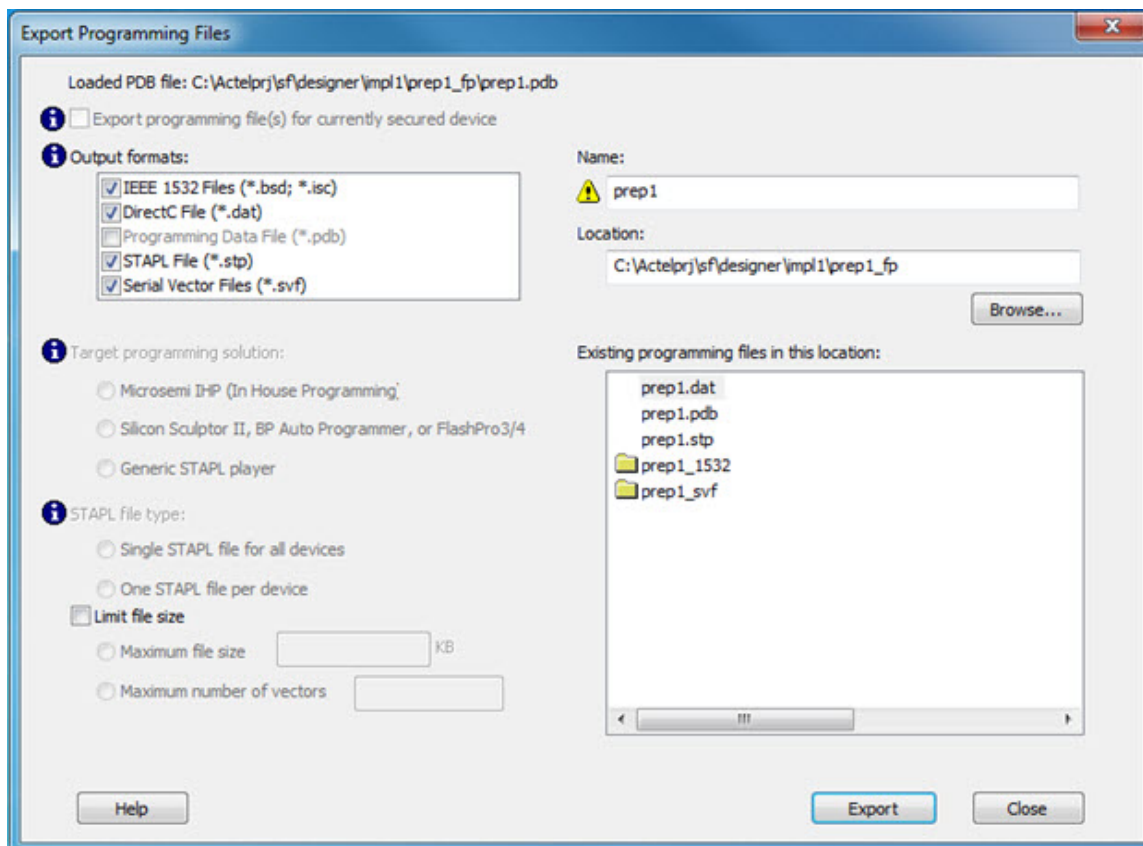 Export Programming Files
Loaded PDB file: C:\Actelprj\sf\designer\impl1\prep1_fp\prep1.pdb
Export programming file(s) for currently secured device
Output formats:
IEEE 1532 Files (*.bsd; *.isc)
DirectC File (*.dat)
Programming Data File (*.pdb)
STAPL File (*.stp)
Serial Vector Files (*.svf)
Name:
prep1
Location:
C:\Actelprj\sf\designer\impl1\prep1_fp
Browse...
Target programming solution:
Microsemi IHP (In House Programming)
Silicon Sculptor II, BP Auto Programmer, or FlashPro3/4
Generic STAPL player
STAPL file type:
Single STAPL file for all devices
One STAPL file per device
Limit file size
Maximum file size
KB
Maximum number of vectors
Existing programming files in this location:
prep1.dat
prep1.pdb
prep1.stp
prep1_1532
prep1_svf
Help
Export
Close